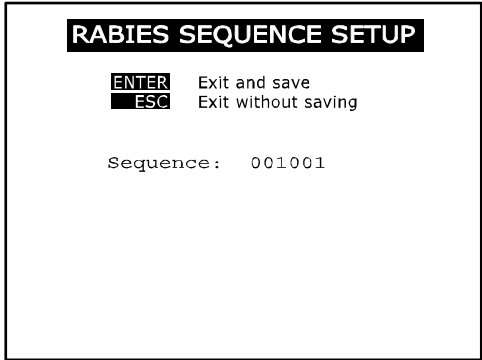 RABIES SEQUENCE SETUP
ENTER Exit and save
ESC Exit without saving
Sequence: 001001